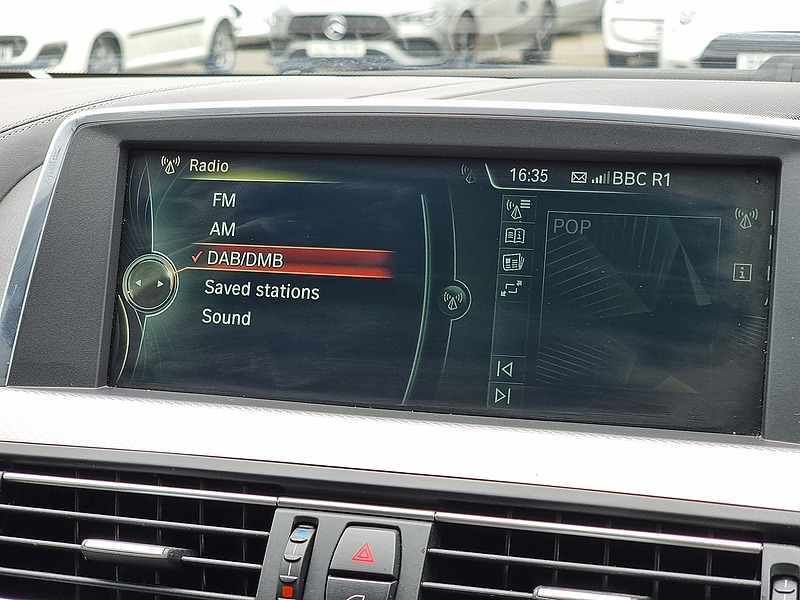 Radio
16:35 BBC R1
FM
AM
DAB/DMB
Saved stations
Sound
POP